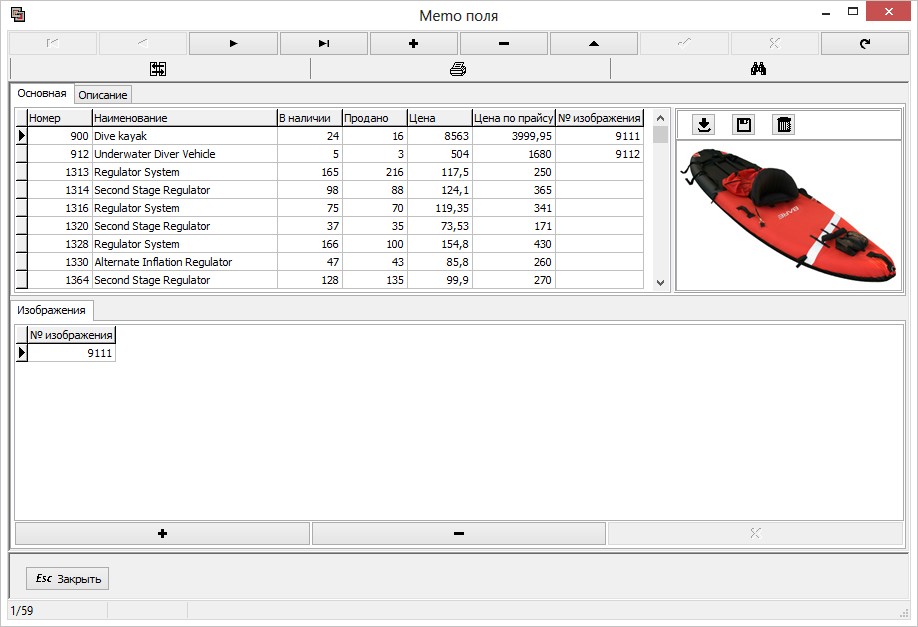 Memo поля
Основная Описание
Номер Наименование В наличии Продано Цена Цена по прайсу № изображения
900 Dive kayak 24 16 8563 3999,95 9111
912 Underwater Diver Vehicle 5 3 504 1680 9112
1313 Regulator System 165 216 117,5 250
1314 Second Stage Regulator 98 88 124,1 365
1316 Regulator System 75 70 119,35 341
1320 Second Stage Regulator 37 35 73,53 171
1328 Regulator System 166 100 154,8 430
1330 Alternate Inflation Regulator 47 43 85,8 260
1364 Second Stage Regulator 128 135 99,9 270
Изображения
№ изображения
9111
Esc Закрыть
1/59